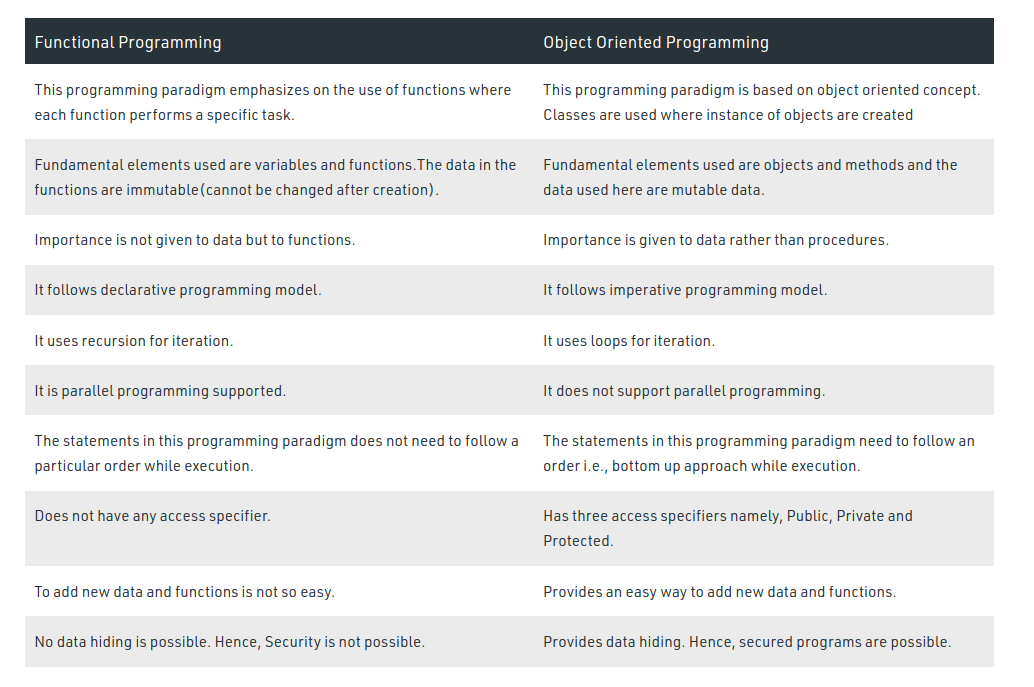 Functional Programming
Object Oriented Programming
This programming paradigm emphasizes on the use of functions where
each function performs a specific task.
This programming paradigm is based on object oriented concept.
Classes are used where instance of objects are created
Fundamental elements used are variables and functions.The data in the
functions are immutable(cannot be changed after creation).
Fundamental elements used are objects and methods and the
data used here are mutable data.
Importance is not given to data but to functions.
Importance is given to data rather than procedures.
It follows declarative programming model.
It follows imperative programming model.
It uses recursion for iteration.
It uses loops for iteration.
It is parallel programming supported.
It does not support parallel programming.
The statements in this programming paradigm does not need to follow a
particular order while execution.
The statements in this programming paradigm need to follow an
order i.e., bottom up approach while execution.
Does not have any access specifier.
Has three access specifiers namely, Public, Private and
Protected.
To add new data and functions is not so easy.
Provides an easy way to add new data and functions.
No data hiding is possible. Hence, Security is not possible.
Provides data hiding. Hence, secured programs are possible.